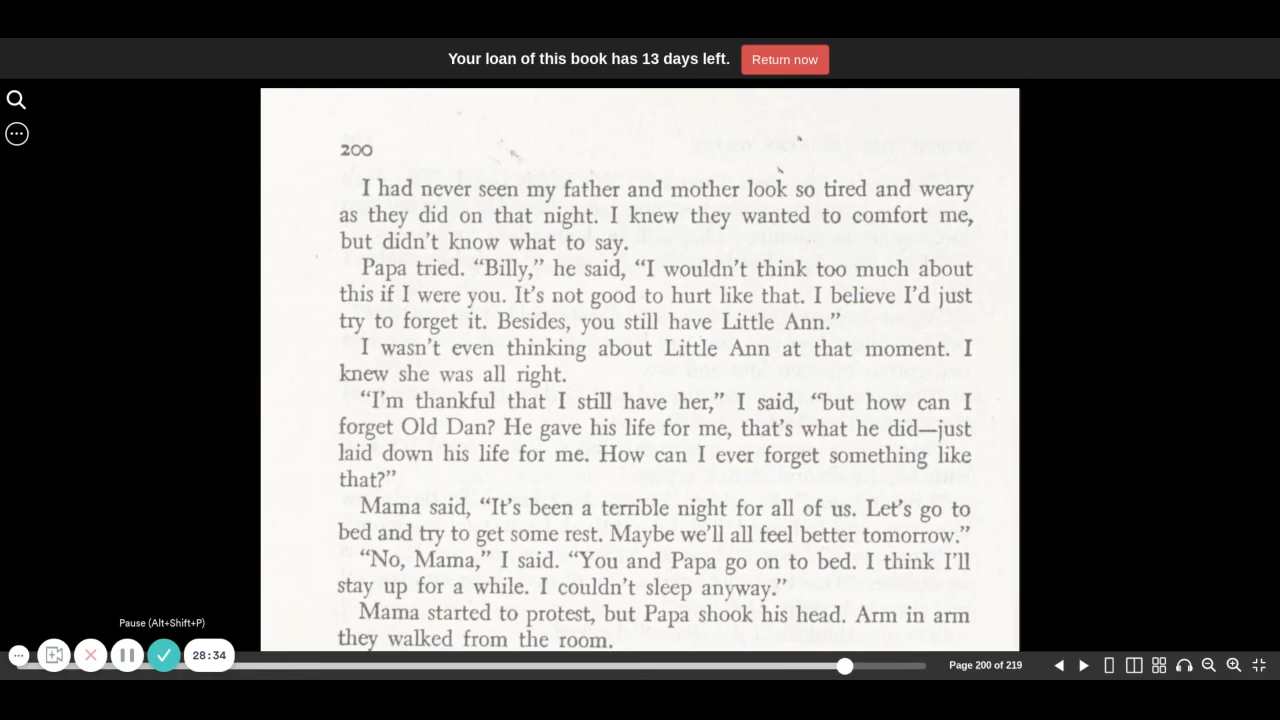 Your loan of this book has 13 days left. Return now
200
I had never seen my father and mother look so tired and weary
as they did on that night. I knew they wanted to comfort me,
but didn't know what to say.
Papa tried. “Billy,” he said, “I wouldn't think too much about
this if I were you. It's not good to hurt like that. I believe I'd just
try to forget it. Besides, you still have Little Ann.”
I wasn't even thinking about Little Ann at that moment. I
knew she was all right.
“I'm thankful that I still have her,” I said, “but how can I
forget Old Dan? He gave his life for me, that's what he did—just
laid down his life for me. How can I ever forget something like
that?”
Mama said, “It's been a terrible night for all of us. Let's go to
bed and try to get some rest. Maybe we'll all feel better tomorrow.”
“No, Mama,” I said. “You and Papa go on to bed. I think I'll
stay up for a while. I couldn't sleep anyway.”
Mama started to protest, but Papa shook his head. Arm in arm
they walked from the room.
Pause (Alt+Shift+P)
28:34
Page 200 of 219